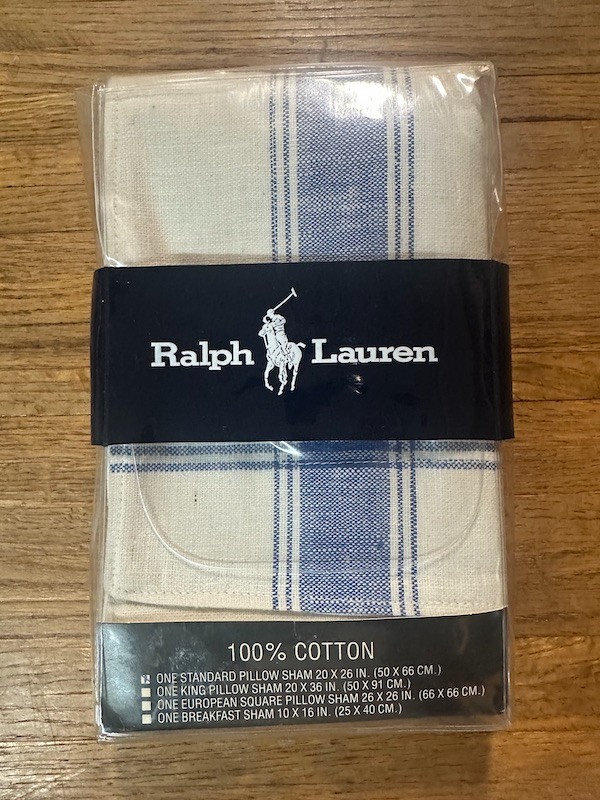 Ralph Lauren
100% COTTON
ONE STANDARD PILLOW SHAM 20 X 26 IN. (50 X 66 CM.)
ONE KING PILLOW SHAM 20 X 36 IN. (50 X 91 CM.)
ONE EUROPEAN SQUARE PILLOW SHAM 26 X 26 IN. (66 X 66 CM.)
ONE BREAKFAST SHAM 10 X 16 IN. (25 X 40 CM.)